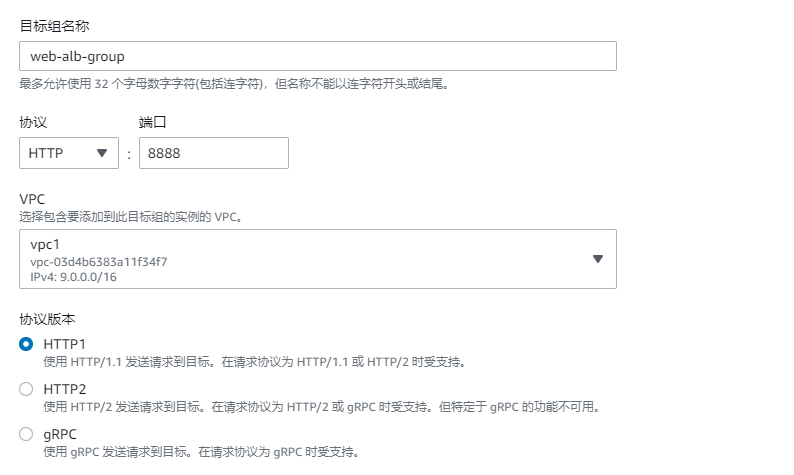 目标组名称
web-alb-group
最多允许使用 32 个字母数字字符(包括连字符)，但名称不能以连字符开头或结尾。
协议 端口
HTTP : 8888
VPC
选择包含要添加到此目标组的实例的 VPC。
vpc1
vpc-03d4b6383a11f34f7
IPv4: 9.0.0.0/16
协议版本
HTTP1
使用 HTTP/1.1 发送请求到目标。在请求协议为 HTTP/1.1 或 HTTP/2 时受支持。
HTTP2
使用 HTTP/2 发送请求到目标。在请求协议为 HTTP/2 或 gRPC 时受支持。但特定于 gRPC 的功能不可用。
gRPC
使用 gRPC 发送请求到目标。在请求协议为 gRPC 时受支持。